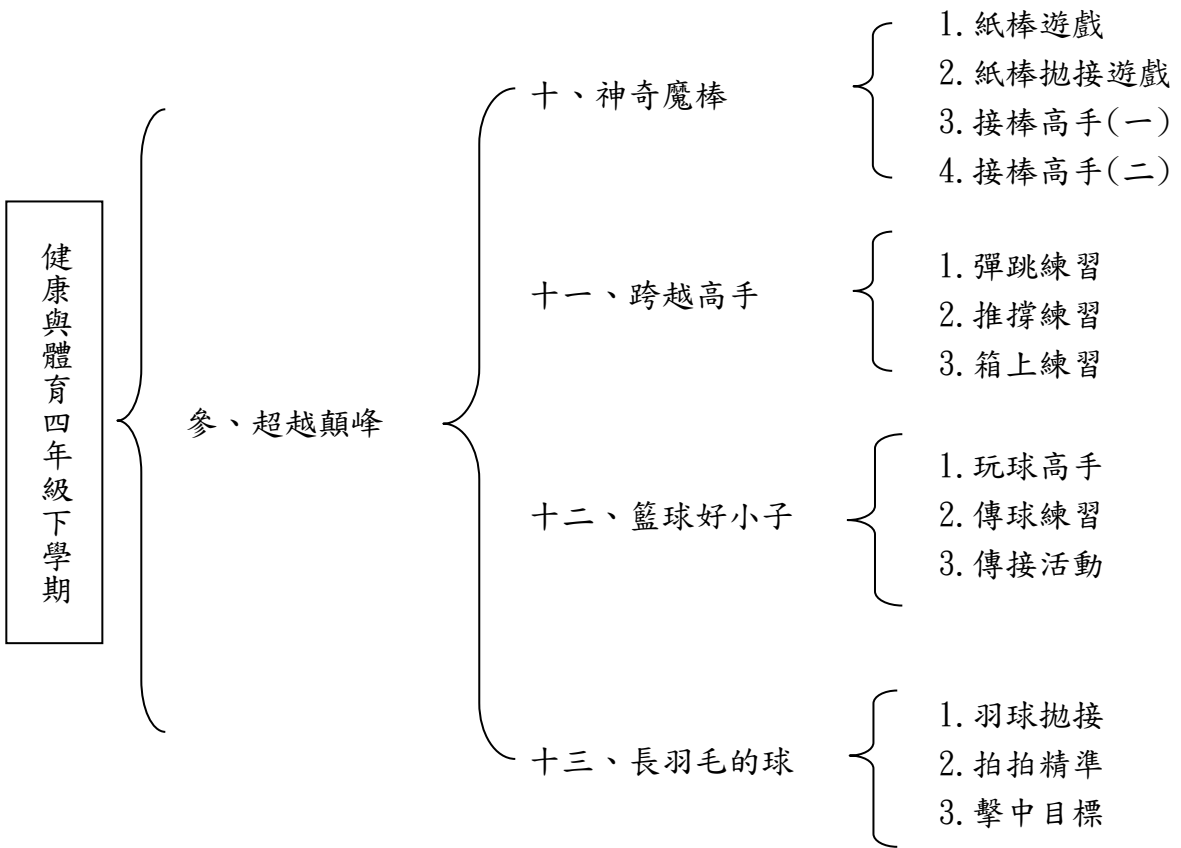 健康與體育四年級下學期
參、超越顛峰
十、神奇魔棒
1.紙棒遊戲
2.紙棒拋接遊戲
3.接棒高手(一)
4.接棒高手(二)
十一、跨越高手
1.彈跳練習
2.推撐練習
3.箱上練習
十二、籃球好小子
1.玩球高手
2.傳球練習
3.傳接活動
十三、長羽毛的球
1.羽球拋接
2.拍拍精準
3.擊中目標